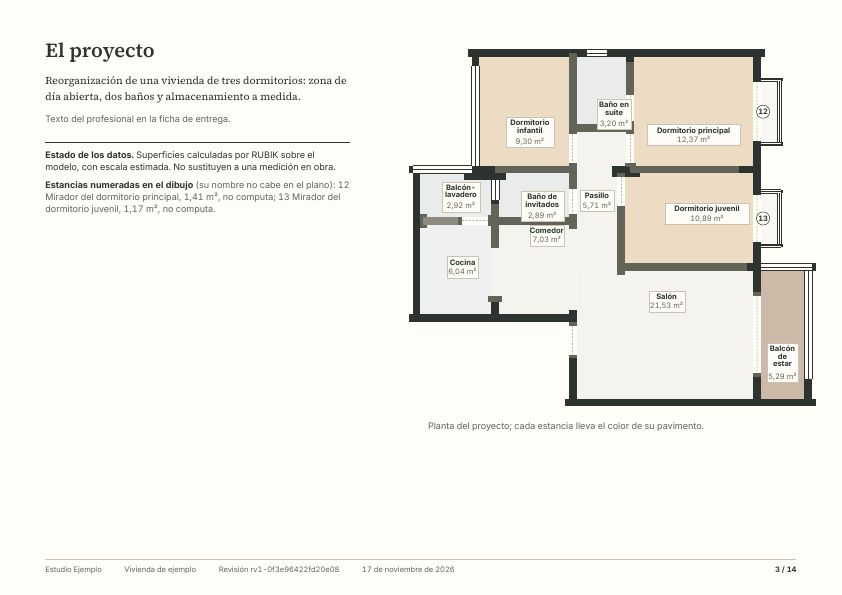 El proyecto
Reorganización de una vivienda de tres dormitorios: zona de
día abierta, dos baños y almacenamiento a medida.
Texto del profesional en la ficha de entrega.
Estado de los datos. Superficies calculadas por RUBIK sobre el
modelo, con escala estimada. No sustituyen a una medición en obra.
Estancias numeradas en el dibujo (su nombre no cabe en el plano): 12
Mirador del dormitorio principal, 1,41 m², no computa; 13 Mirador del
dormitorio juvenil, 1,17 m², no computa.
Dormitorio
infantil
9,30 m²
Baño en
suite
3,20 m²
Dormitorio principal
12,37 m²
12
Balcón-
lavadero
2,92 m²
Baño de
invitados
2,89 m²
Pasillo
5,71 m²
Dormitorio juvenil
10,89 m²
13
Comedor
7,03 m²
Cocina
6,04 m²
Salón
21,53 m²
Balcón
de
estar
5,29 m²
Planta del proyecto; cada estancia lleva el color de su pavimento.
Estudio Ejemplo
Vivienda de ejemplo
Revisión rv1-0f3e96422fd20e08
17 de noviembre de 2026
3 / 14